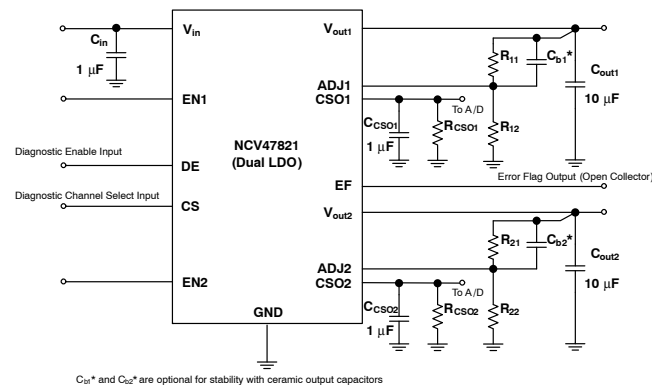 Vin
Cin
1 µF
EN1
Diagnostic Enable Input
DE
Diagnostic Channel Select Input
CS
EN2
GND
NCV47821
(Dual LDO)
Vout1
R11
Cb1*
Cout1
10 µF
ADJ1
CSO1
To A/D
CCSO1
1 µF
RCSO1
R12
EF
Error Flag Output (Open Collector)
Vout2
R21
Cb2*
Cout2
10 µF
ADJ2
CSO2
To A/D
CCSO2
1 µF
RCSO2
R22
Cb1* and Cb2* are optional for stability with ceramic output capacitors